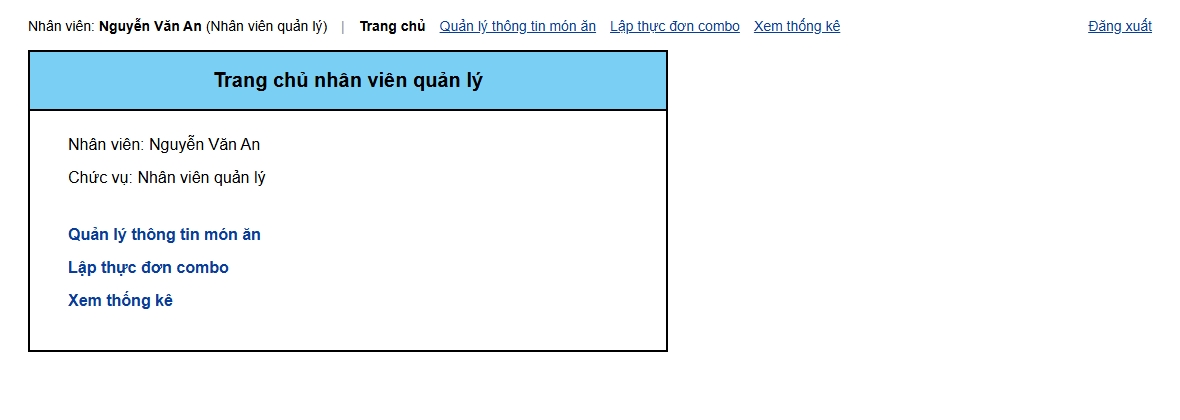 Nhân viên: Nguyễn Văn An (Nhân viên quản lý) | Trang chủ Quản lý thông tin món ăn Lập thực đơn combo Xem thống kê Đăng xuất
Trang chủ nhân viên quản lý
Nhân viên: Nguyễn Văn An
Chức vụ: Nhân viên quản lý
Quản lý thông tin món ăn
Lập thực đơn combo
Xem thống kê